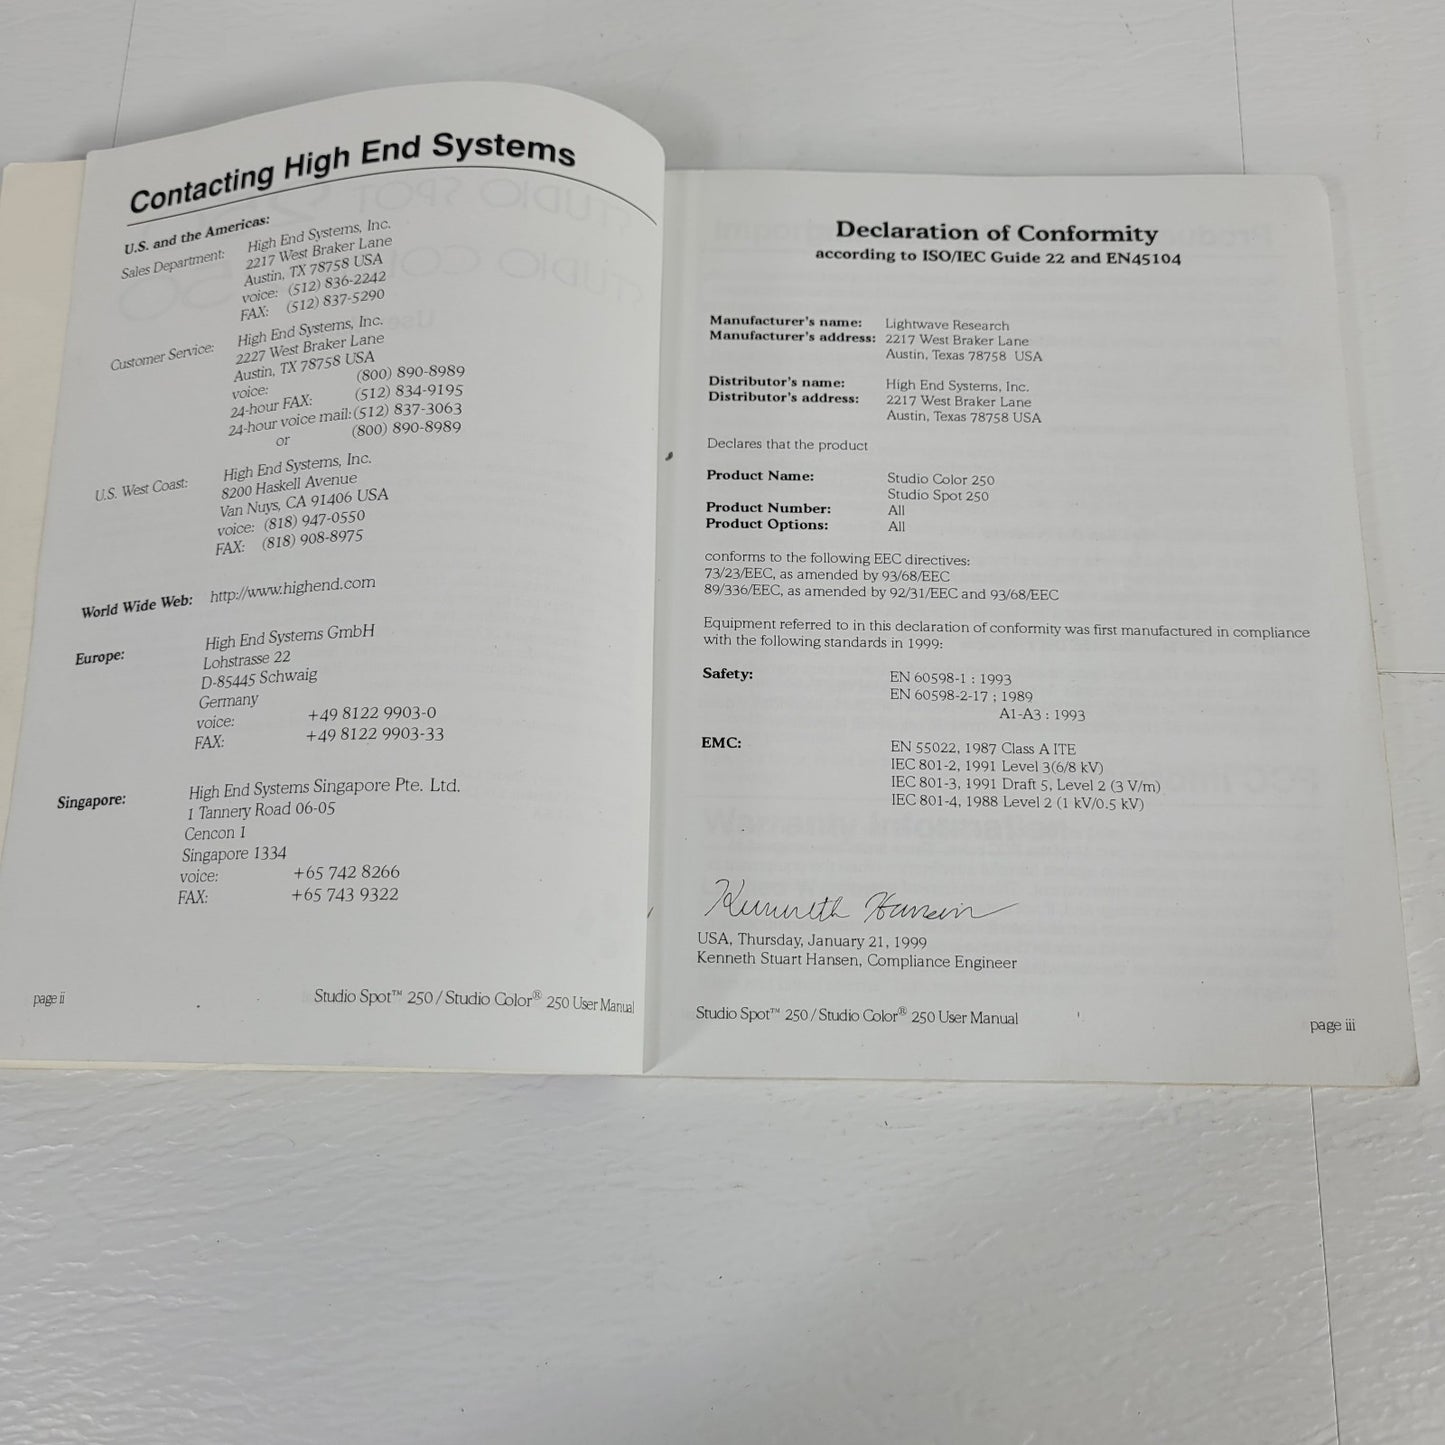 Contacting High End Systems
U.S. and the Americas:
Sales Department: High End Systems, Inc.
2217 West Braker Lane
Austin, TX 78758 USA
voice: (512) 836-2242
FAX: (512) 837-5290
Customer Service: High End Systems, Inc.
2227 West Braker Lane
Austin, TX 78758 USA
voice: (800) 890-8989
24-hour FAX: (512) 834-9195
24-hour voice mail: (512) 837-3063
or (800) 890-8989
U.S. West Coast: High End Systems, Inc.
8200 Haskell Avenue
Van Nuys, CA 91406 USA
voice: (818) 947-0550
FAX: (818) 908-8975
World Wide Web: http://www.highend.com
Europe: High End Systems GmbH
Lohstrasse 22
D-85445 Schwaig
Germany
voice: +49 8122 9903-0
FAX: +49 8122 9903-33
Singapore: High End Systems Singapore Pte. Ltd.
1 Tannery Road 06-05
Cencon 1
Singapore 1334
voice: +65 742 8266
FAX: +65 743 9322
page ii Studio Spot™ 250 / Studio Color® 250 User Manual
Declaration of Conformity
according to ISO/IEC Guide 22 and EN45104
Manufacturer's name: Lightwave Research
Manufacturer's address: 2217 West Braker Lane
Austin, Texas 78758 USA
Distributor's name: High End Systems, Inc.
Distributor's address: 2217 West Braker Lane
Austin, Texas 78758 USA
Declares that the product
Product Name: Studio Color 250
Studio Spot 250
Product Number: All
Product Options: All
conforms to the following EEC directives:
73/23/EEC, as amended by 93/68/EEC
89/336/EEC, as amended by 92/31/EEC and 93/68/EEC
Equipment referred to in this declaration of conformity was first manufactured in compliance
with the following standards in 1999:
Safety: EN 60598-1 : 1993
EN 60598-2-17 ; 1989
A1-A3 : 1993
EMC: EN 55022, 1987 Class A ITE
IEC 801-2, 1991 Level 3(6/8 kV)
IEC 801-3, 1991 Draft 5, Level 2 (3 V/m)
IEC 801-4, 1988 Level 2 (1 kV/0.5 kV)
Kenneth Hansen
USA, Thursday, January 21, 1999
Kenneth Stuart Hansen, Compliance Engineer
Studio Spot™ 250 / Studio Color® 250 User Manual page iii